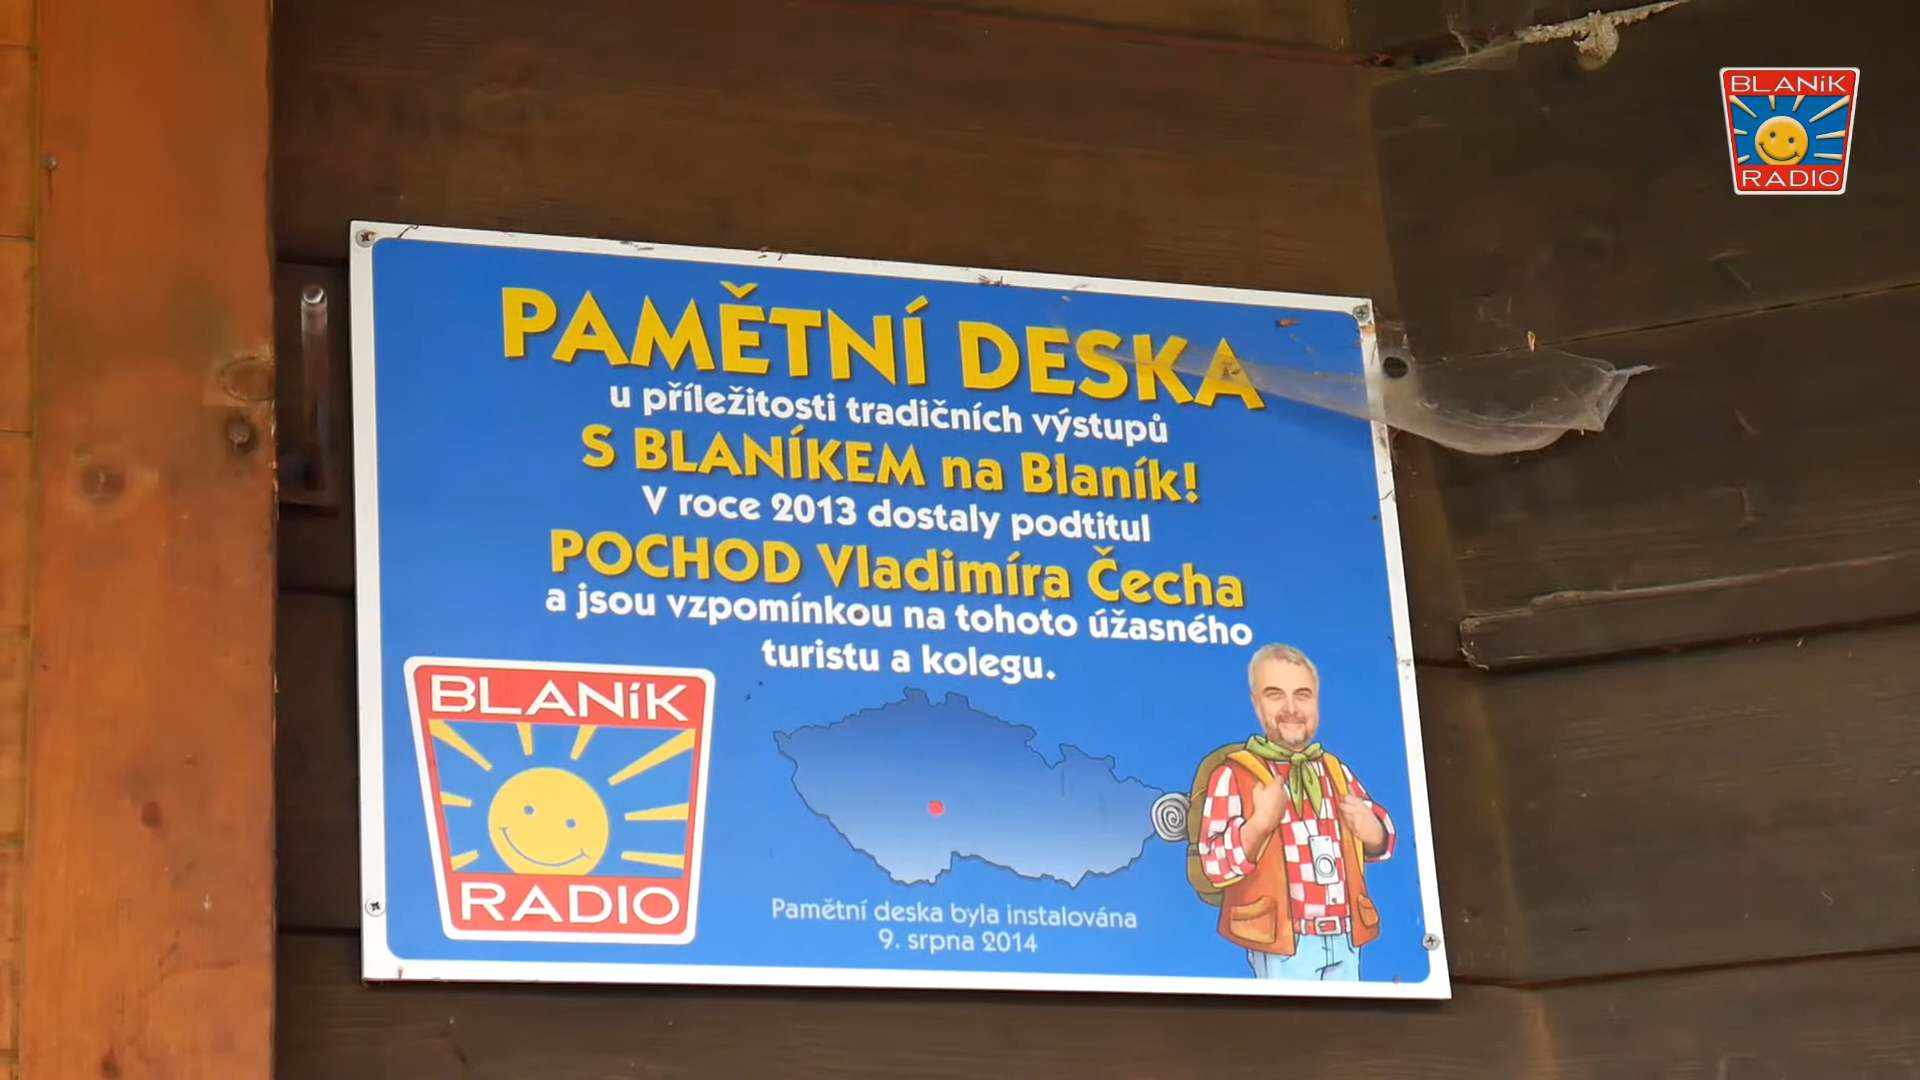 BLANíK
RADIO
PAMĚTNÍ DESKA
u příležitosti tradičních výstupů
S BLANÍKEM na Blaník!
V roce 2013 dostaly podtitul
POCHOD Vladimíra Čecha
a jsou vzpomínkou na tohoto úžasného
turistu a kolegu.
BLANíK
RADIO
Pamětní deska byla instalována
9. srpna 2014